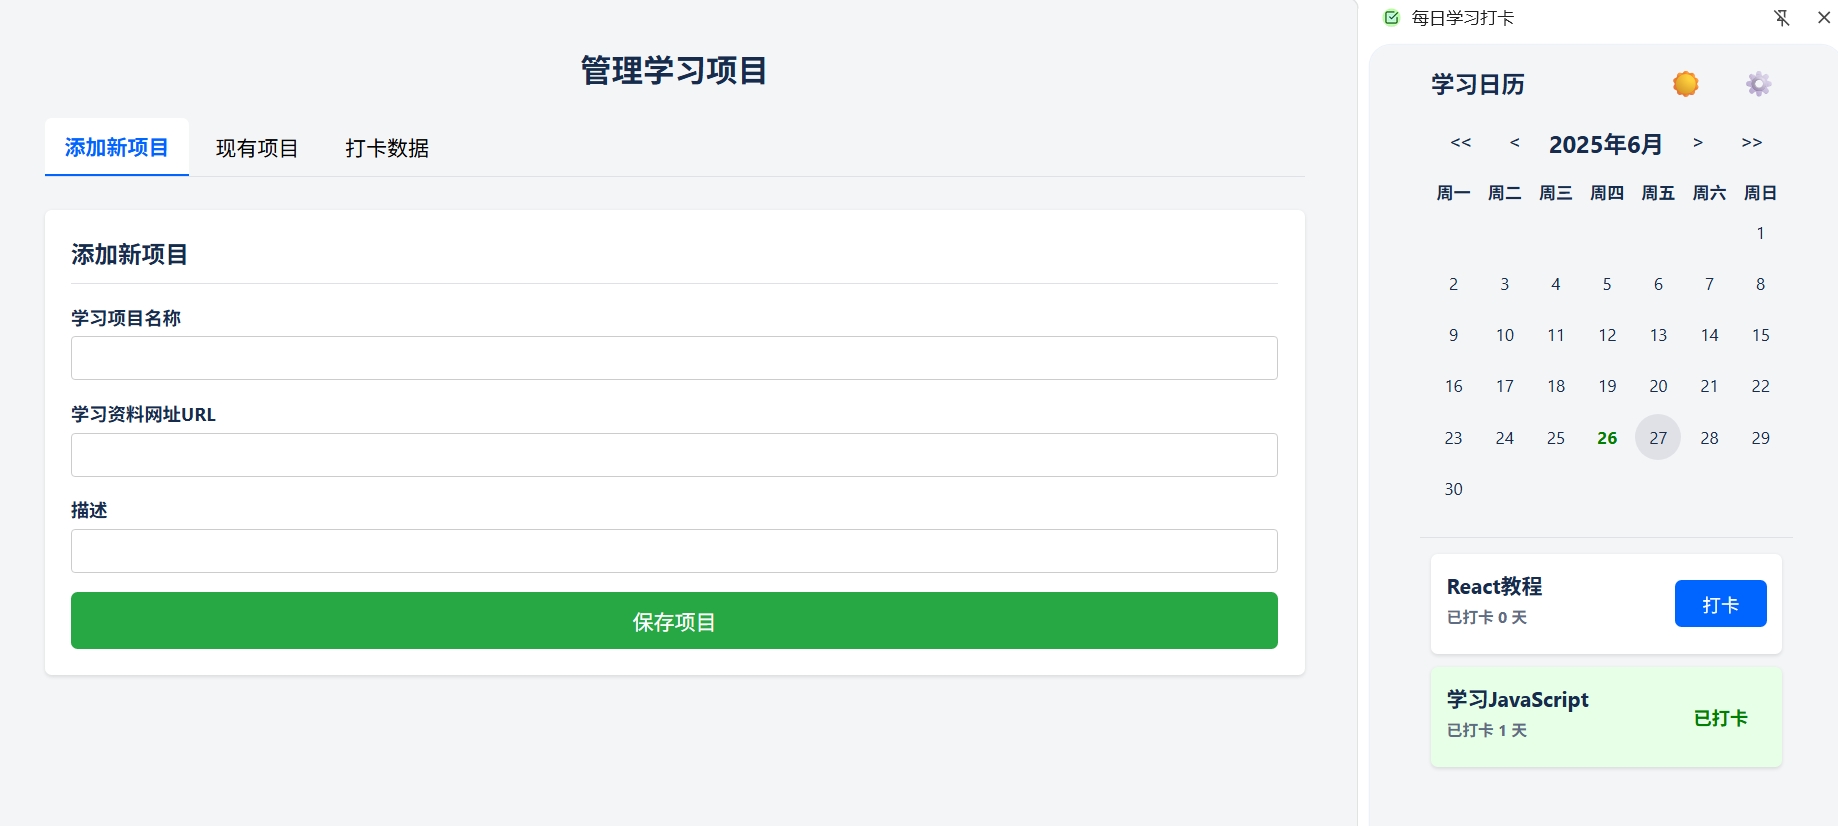 管理学习项目
添加新项目 现有项目 打卡数据
添加新项目
学习项目名称
学习资料网址URL
描述
保存项目
每日学习打卡
学习日历
<< < 2025年6月 > >>
周一 周二 周三 周四 周五 周六 周日
1
2 3 4 5 6 7 8
9 10 11 12 13 14 15
16 17 18 19 20 21 22
23 24 25 26 27 28 29
30
React教程
已打卡 0 天
打卡
学习JavaScript
已打卡 1 天
已打卡